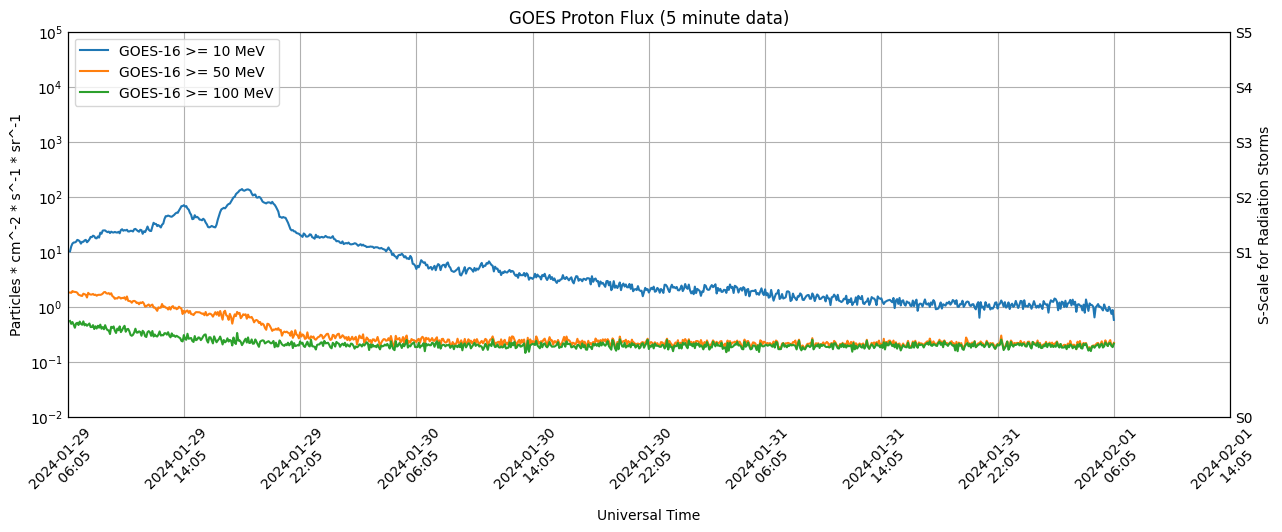 GOES Proton Flux (5 minute data)
GOES-16 >= 10 MeV
GOES-16 >= 50 MeV
GOES-16 >= 100 MeV
Particles * cm^-2 * s^-1 * sr^-1
10^5
10^4
10^3
10^2
10^1
10^0
10^-1
10^-2
S5
S4
S3
S2
S1
S0
S-Scale for Radiation Storms
2024-01-29
06:05
2024-01-29
14:05
2024-01-29
22:05
2024-01-30
06:05
2024-01-30
14:05
2024-01-30
22:05
2024-01-31
06:05
2024-01-31
14:05
2024-01-31
22:05
2024-02-01
06:05
2024-02-01
14:05
Universal Time